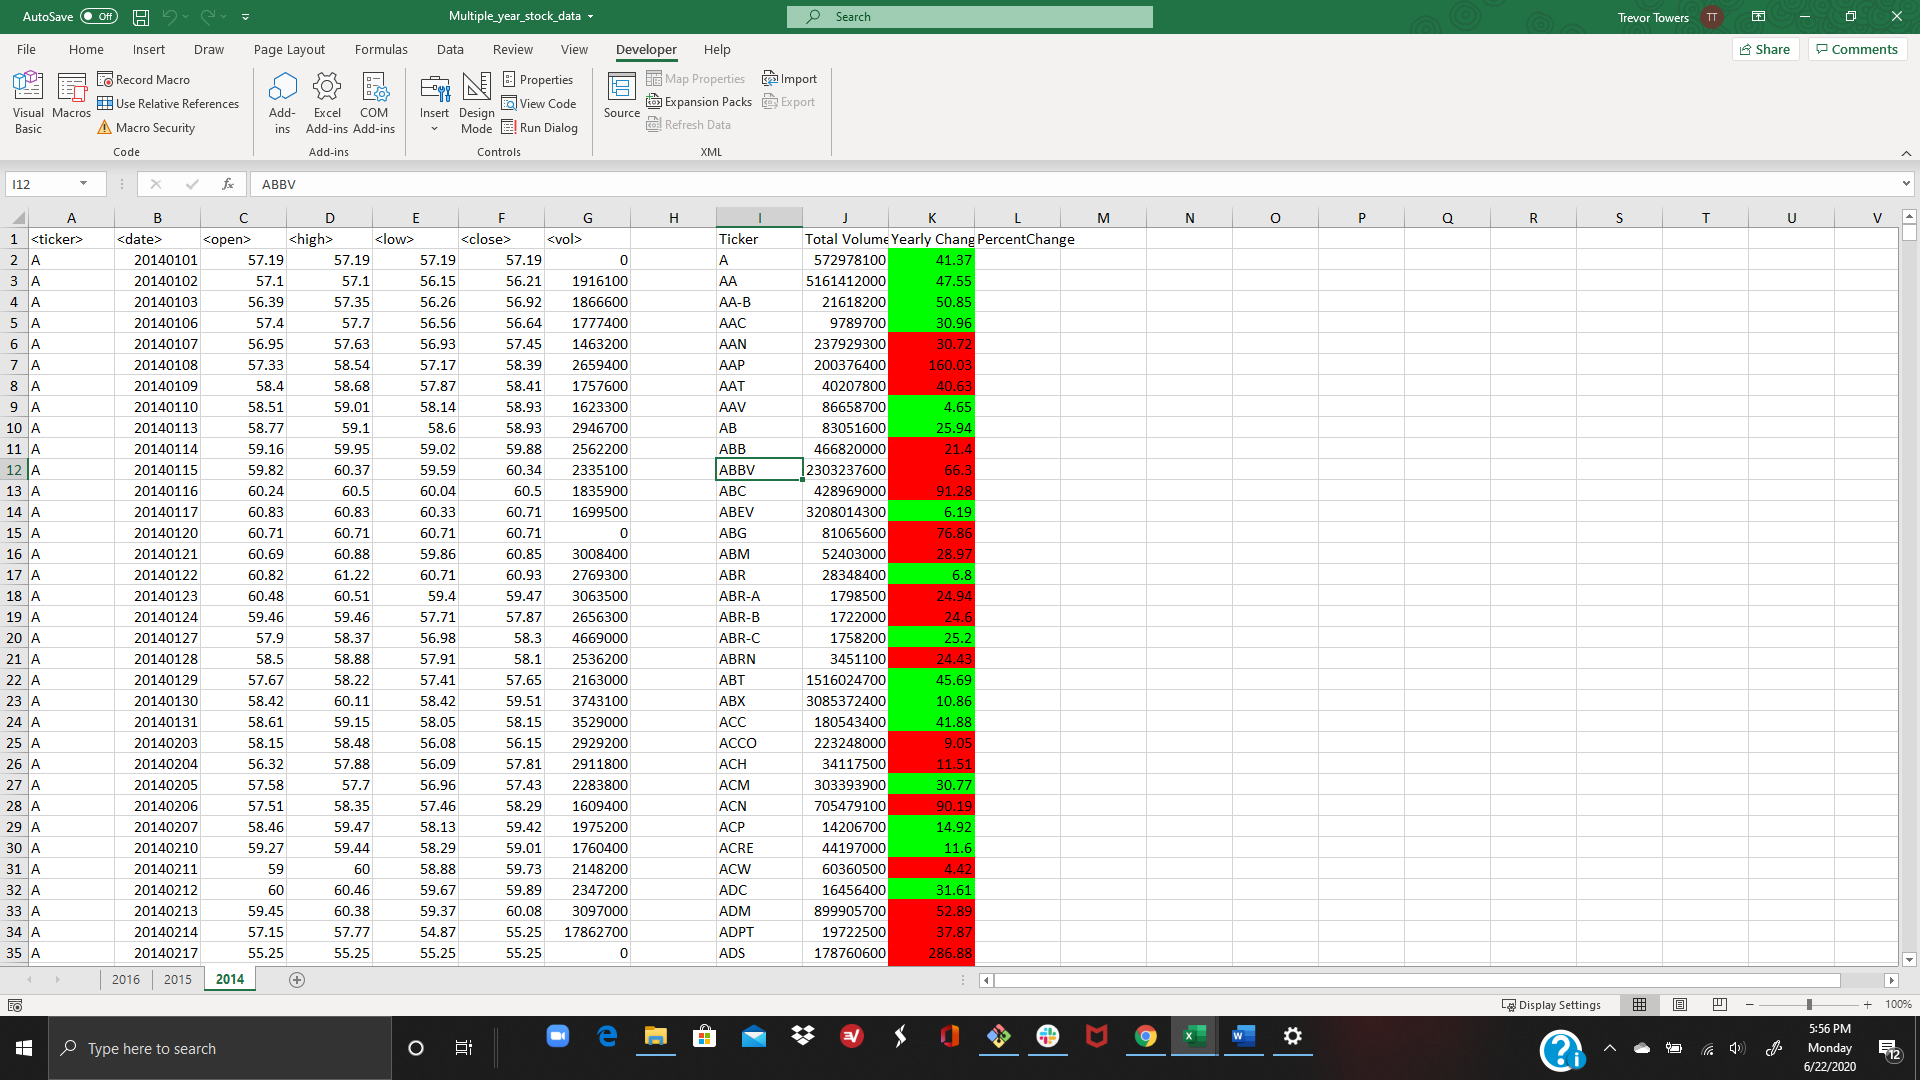 AutoSave Off Multiple_year_stock_data Search Trevor Towers TT
File Home Insert Draw Page Layout Formulas Data Review View Developer Help Share Comments
Visual Basic Macros Record Macro Use Relative References Macro Security Code
Add-ins Excel Add-ins COM Add-ins Add-ins
Insert Design Mode Properties View Code Run Dialog Controls
Source Map Properties Expansion Packs Refresh Data Import Export XML
I12 fx ABBV
A B C D E F G H I J K L M N O P Q R S T U V
1 <ticker> <date> <open> <high> <low> <close> <vol> Ticker Total Volume Yearly Chang PercentChange
2 A 20140101 57.19 57.19 57.19 57.19 0 A 572978100 41.37
3 A 20140102 57.1 57.1 56.15 56.21 1916100 AA 5161412000 47.55
4 A 20140103 56.39 57.35 56.26 56.92 1866600 AA-B 21618200 50.85
5 A 20140106 57.4 57.7 56.56 56.64 1777400 AAC 9789700 30.96
6 A 20140107 56.95 57.63 56.93 57.45 1463200 AAN 237929300 30.72
7 A 20140108 57.33 58.54 57.17 58.39 2659400 AAP 200376400 160.03
8 A 20140109 58.4 58.68 57.87 58.41 1757600 AAT 40207800 40.63
9 A 20140110 58.51 59.01 58.14 58.93 1623300 AAV 86658700 4.65
10 A 20140113 58.77 59.1 58.6 58.93 2946700 AB 83051600 25.94
11 A 20140114 59.16 59.95 59.02 59.88 2562200 ABB 466820000 21.4
12 A 20140115 59.82 60.37 59.59 60.34 2335100 ABBV 2303237600 66.3
13 A 20140116 60.24 60.5 60.04 60.5 1835900 ABC 428969000 91.28
14 A 20140117 60.83 60.83 60.33 60.71 1699500 ABEV 3208014300 6.19
15 A 20140120 60.71 60.71 60.71 60.71 0 ABG 81065600 76.86
16 A 20140121 60.69 60.88 59.86 60.85 3008400 ABM 52403000 28.97
17 A 20140122 60.82 61.22 60.71 60.93 2769300 ABR 28348400 6.8
18 A 20140123 60.48 60.51 59.4 59.47 3063500 ABR-A 1798500 24.94
19 A 20140124 59.46 59.46 57.71 57.87 2656300 ABR-B 1722000 24.6
20 A 20140127 57.9 58.37 56.98 58.3 4669000 ABR-C 1758200 25.2
21 A 20140128 58.5 58.88 57.91 58.1 2536200 ABRN 3451100 24.43
22 A 20140129 57.67 58.22 57.41 57.65 2163000 ABT 1516024700 45.69
23 A 20140130 58.42 60.11 58.42 59.51 3743100 ABX 3085372400 10.86
24 A 20140131 58.61 59.15 58.05 58.15 3529000 ACC 180543400 41.88
25 A 20140203 58.15 58.48 56.08 56.15 2929200 ACCO 223248000 9.05
26 A 20140204 56.32 57.88 56.09 57.81 2911800 ACH 34117500 11.51
27 A 20140205 57.58 57.7 56.96 57.43 2283800 ACM 303393900 30.77
28 A 20140206 57.51 58.35 57.46 58.29 1609400 ACN 705479100 90.19
29 A 20140207 58.46 59.47 58.13 59.42 1975200 ACP 14206700 14.92
30 A 20140210 59.27 59.44 58.29 59.01 1760400 ACRE 44197000 11.6
31 A 20140211 59 60 58.88 59.73 2148200 ACW 60360500 4.42
32 A 20140212 60 60.46 59.67 59.89 2347200 ADC 16456400 31.61
33 A 20140213 59.45 60.38 59.37 60.08 3097000 ADM 899905700 52.89
34 A 20140214 57.15 57.77 54.87 55.25 17862700 ADPT 19722500 37.87
35 A 20140217 55.25 55.25 55.25 55.25 0 ADS 178760600 286.88
2016 2015 2014
Display Settings 100%
Type here to search
5:56 PM
Monday
6/22/2020
12